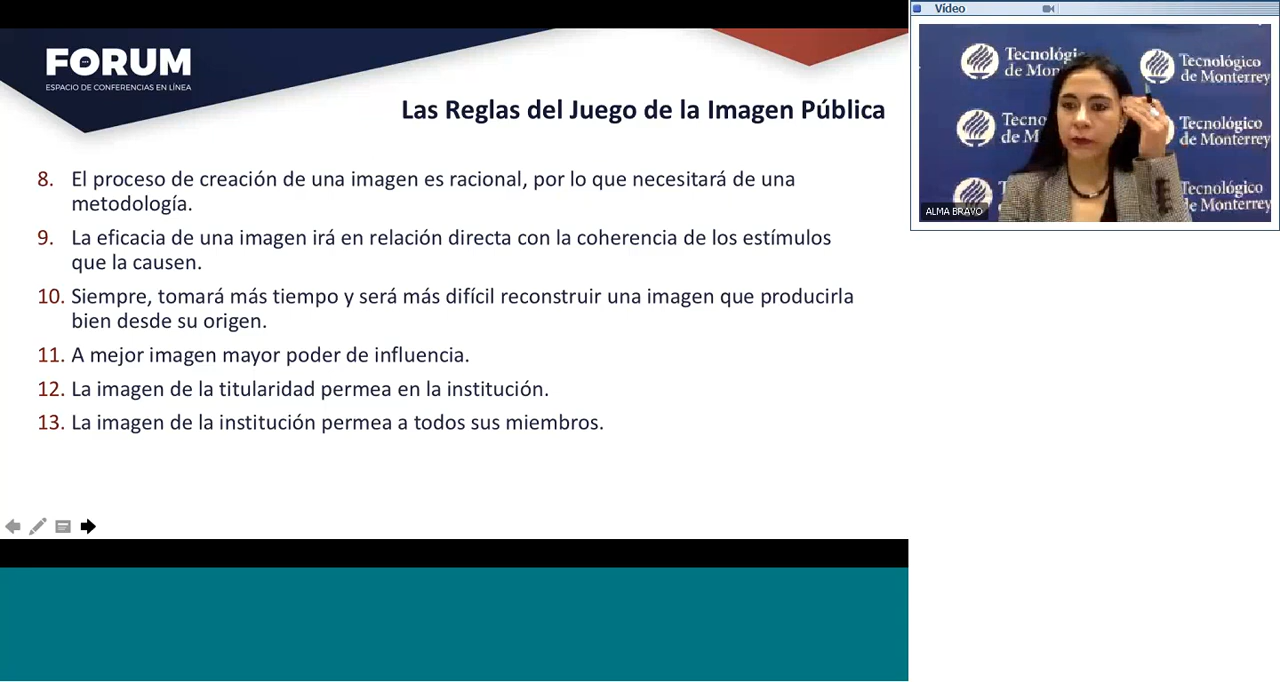 FORUM
ESPACIO DE CONFERENCIAS EN LÍNEA
Las Reglas del Juego de la Imagen Pública
8. El proceso de creación de una imagen es racional, por lo que necesitará de una
metodología.
9. La eficacia de una imagen irá en relación directa con la coherencia de los estímulos
que la causen.
10. Siempre, tomará más tiempo y será más difícil reconstruir una imagen que producirla
bien desde su origen.
11. A mejor imagen mayor poder de influencia.
12. La imagen de la titularidad permea en la institución.
13. La imagen de la institución permea a todos sus miembros.
Vídeo
Tecnológic
de Mon
Tecnológico
de Monterrey
Tecno
de M
Tecnológico
de Monterrey
Tecnológico
de Monterrey
ALMA BRAVO